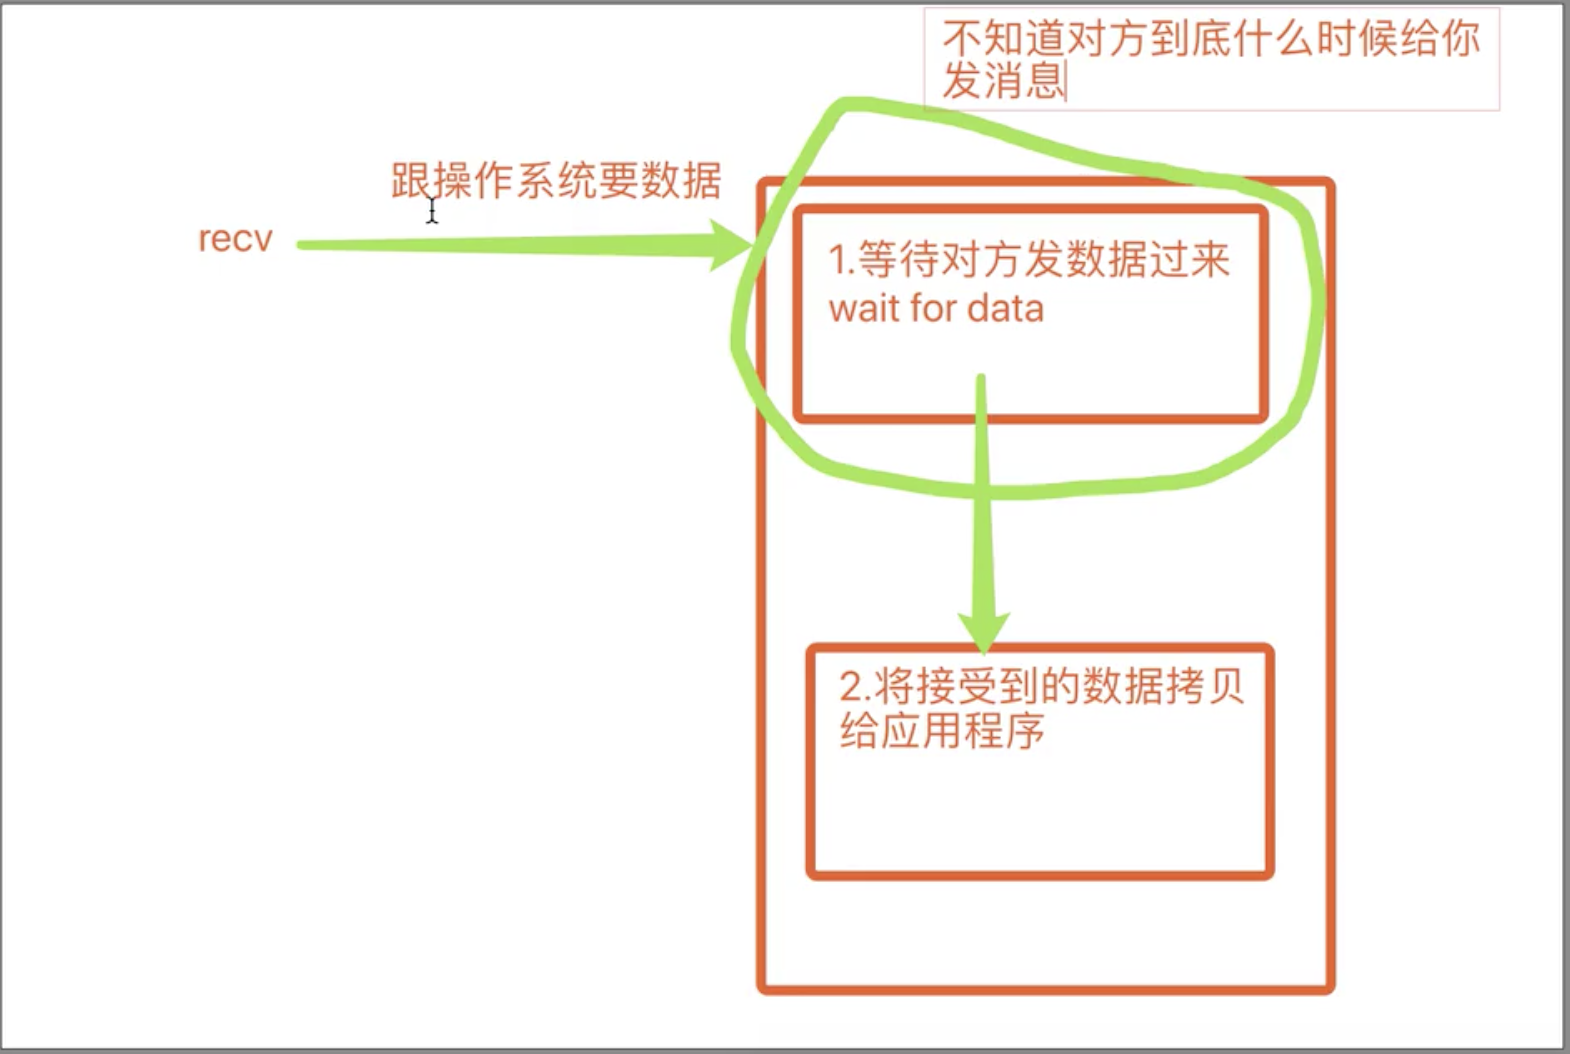 不知道对方到底什么时候给你
发消息
跟操作系统要数据
recv
1.等待对方发数据过来
wait for data
2.将接受到的数据拷贝
给应用程序